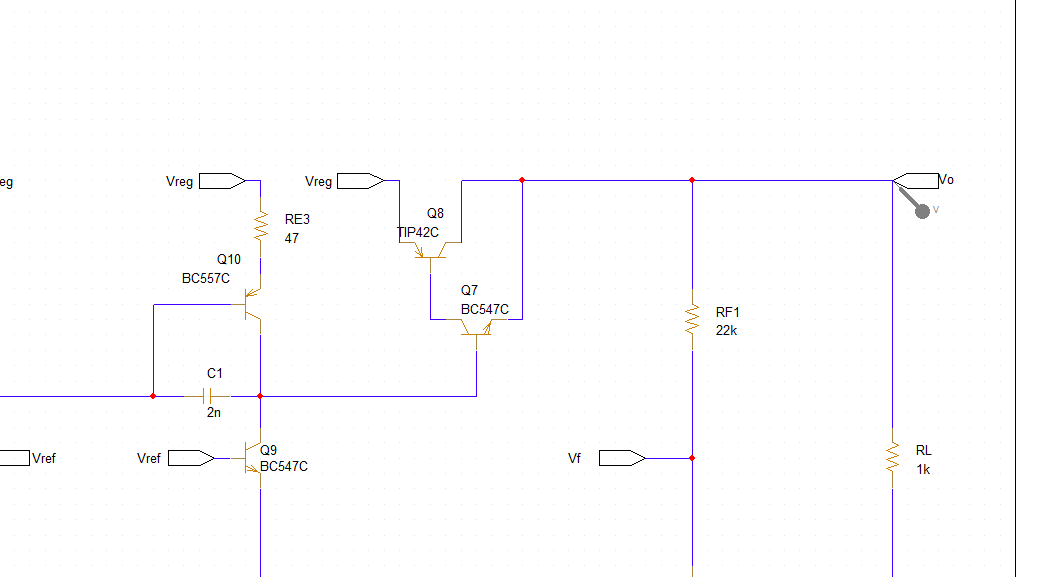 eg
Vreg
Vreg
Vo
V
Q8
TIP42C
RE3
47
Q10
BC557C
Q7
BC547C
RF1
22k
C1
2n
Vref
Vref
Q9
BC547C
Vf
RL
1k